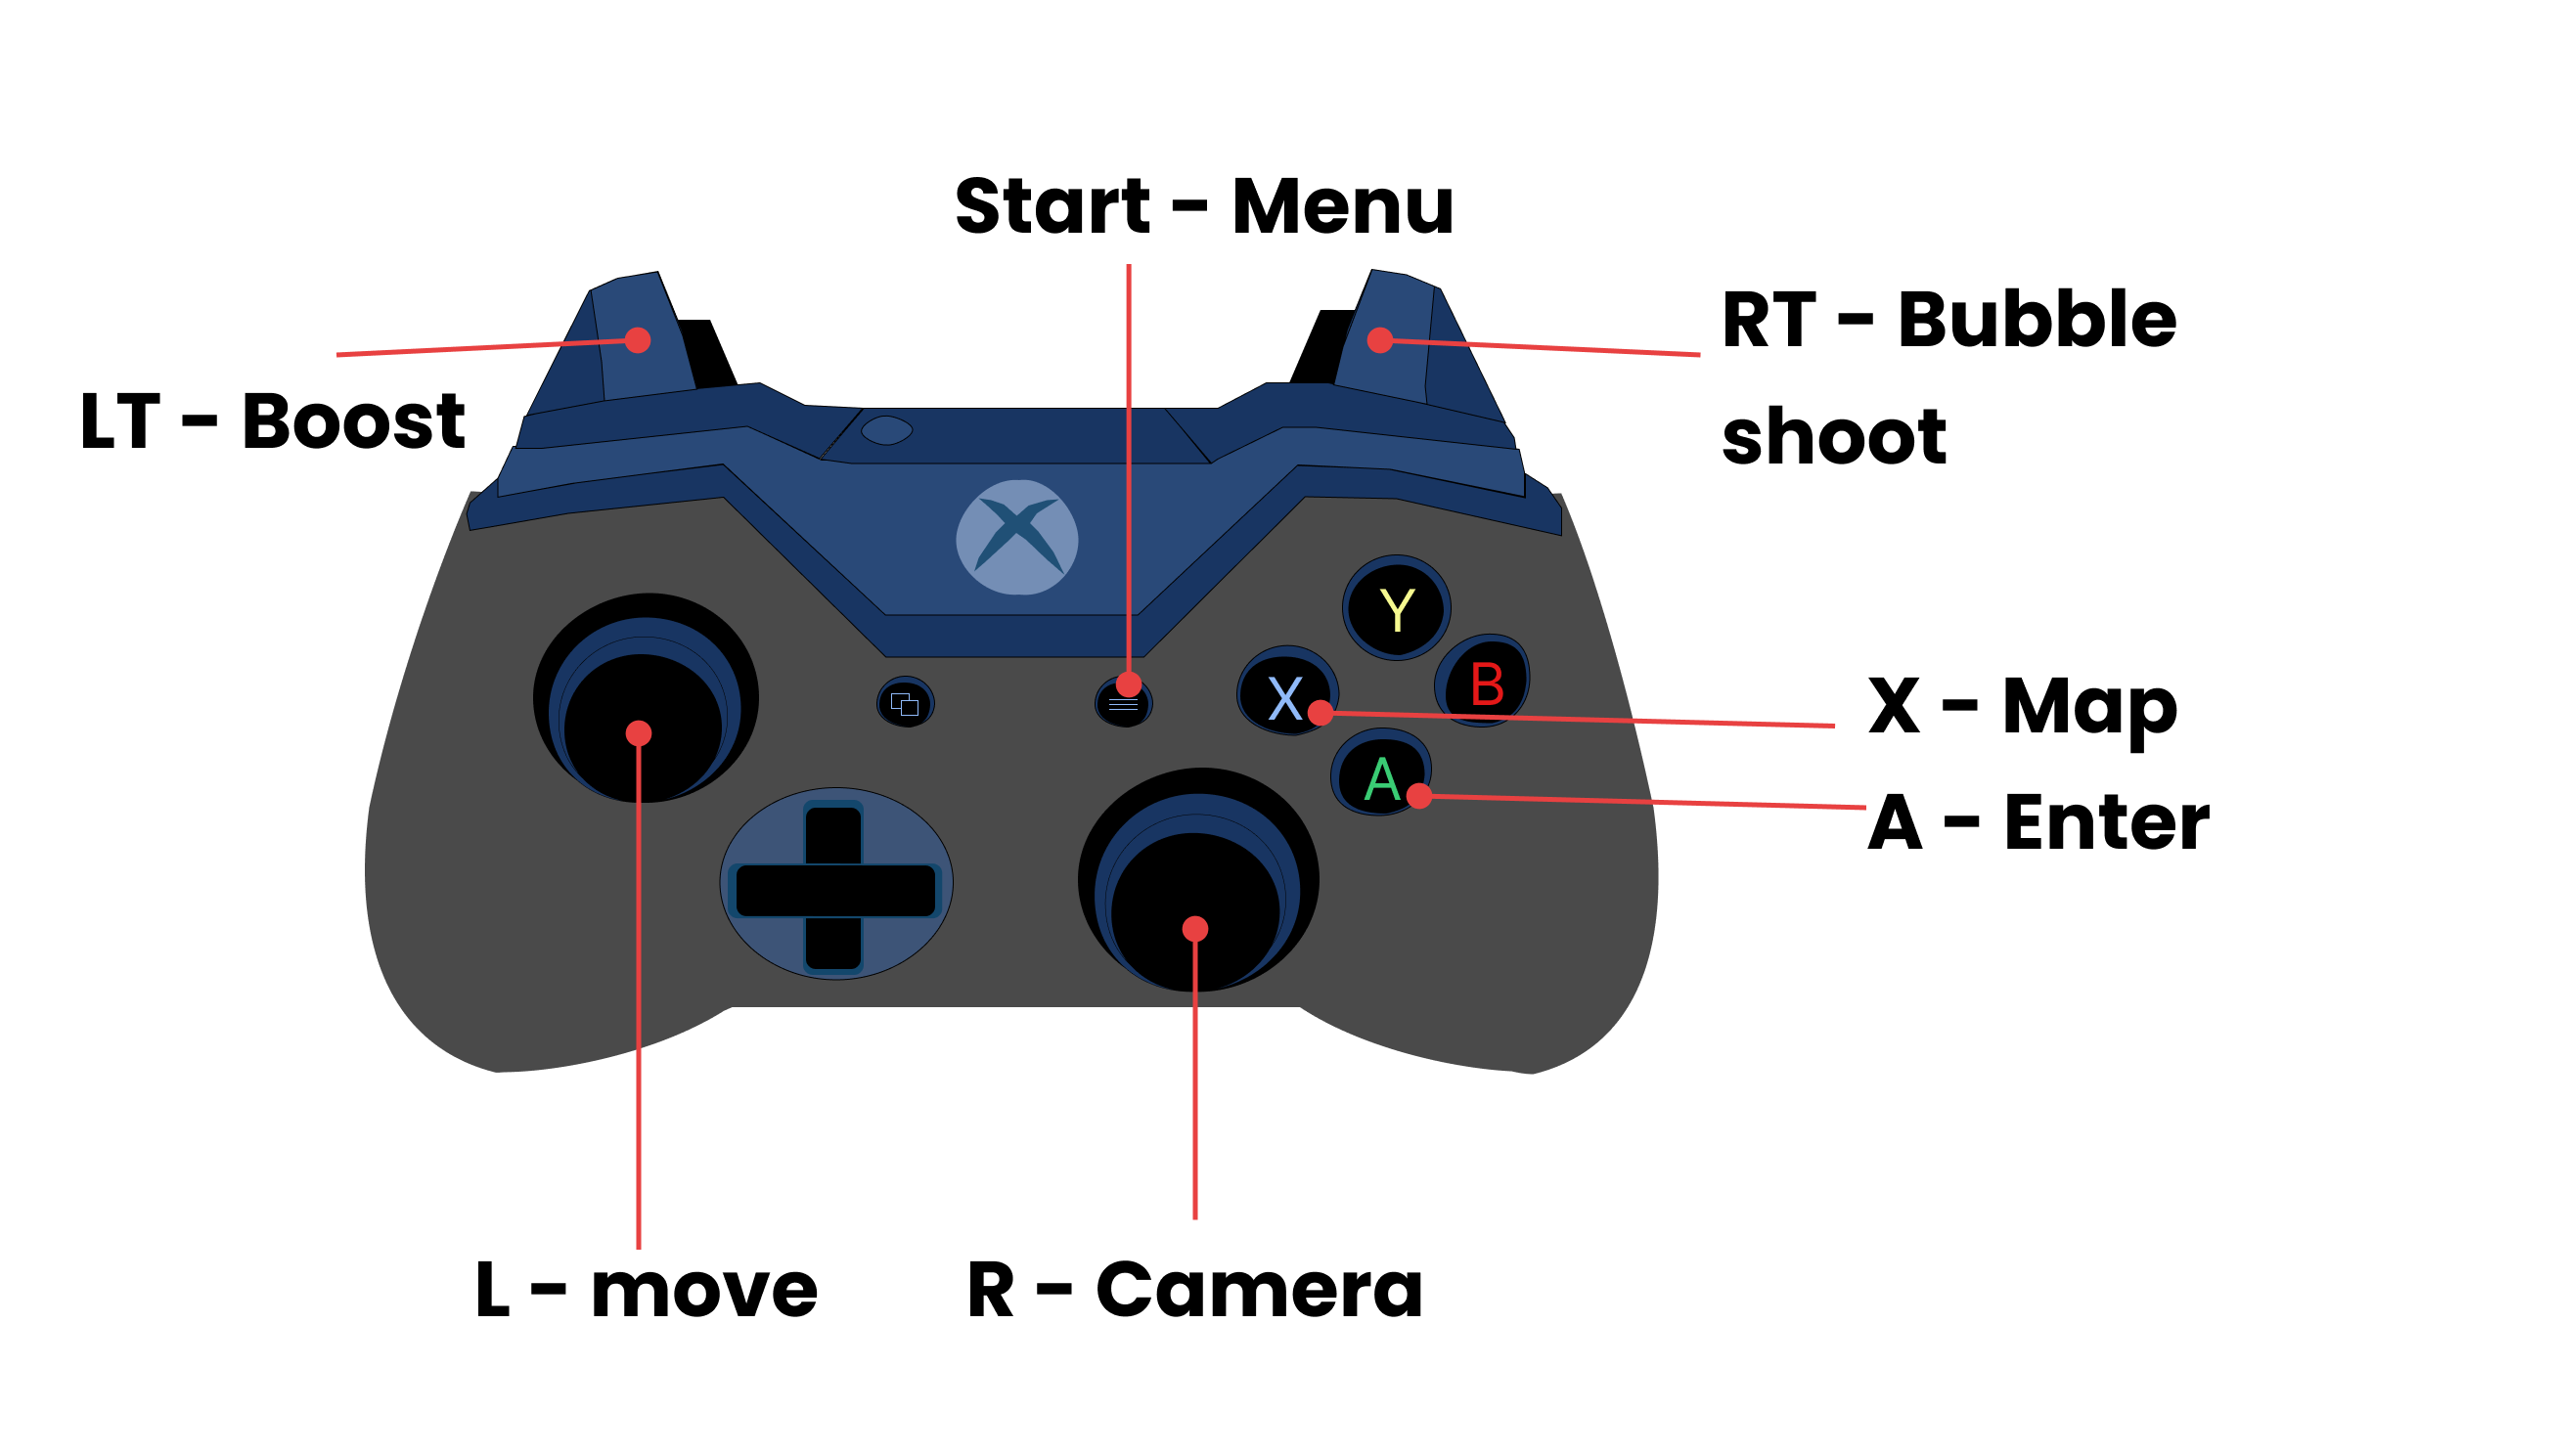 Start - Menu
RT - Bubble
shoot
LT - Boost
Y
B
X
A
X - Map
A - Enter
L - move
R - Camera